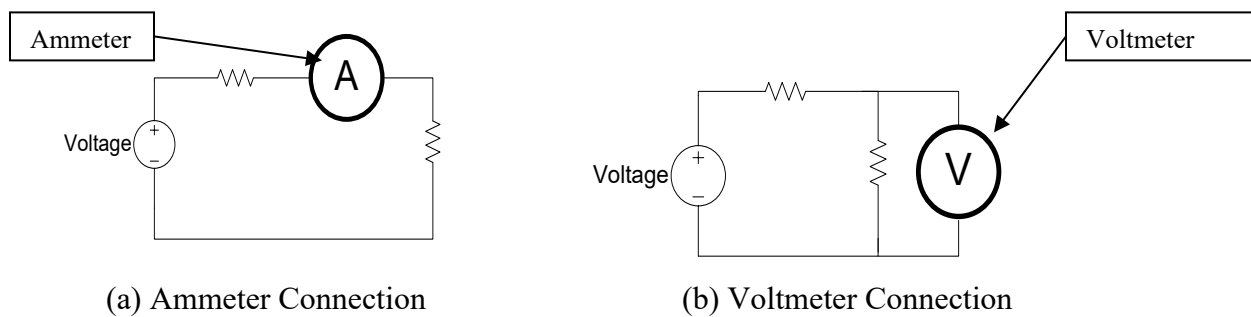 Ammeter
A
Voltage
+
−
(a) Ammeter Connection
Voltmeter
V
Voltage
+
−
(b) Voltmeter Connection